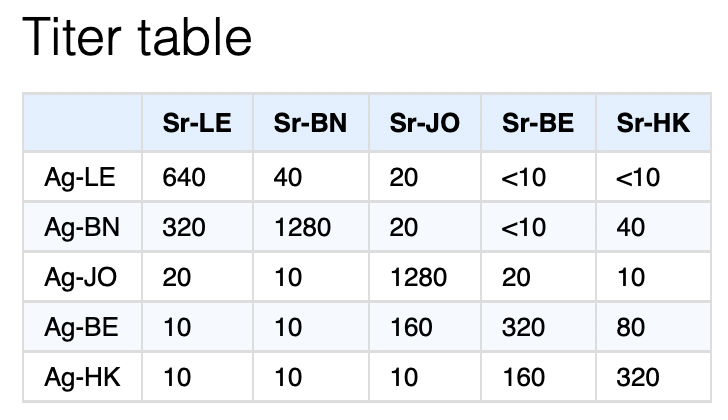 Titer table
Sr-LE Sr-BN Sr-JO Sr-BE Sr-HK
Ag-LE 640 40 20 <10 <10
Ag-BN 320 1280 20 <10 40
Ag-JO 20 10 1280 20 10
Ag-BE 10 10 160 320 80
Ag-HK 10 10 10 160 320